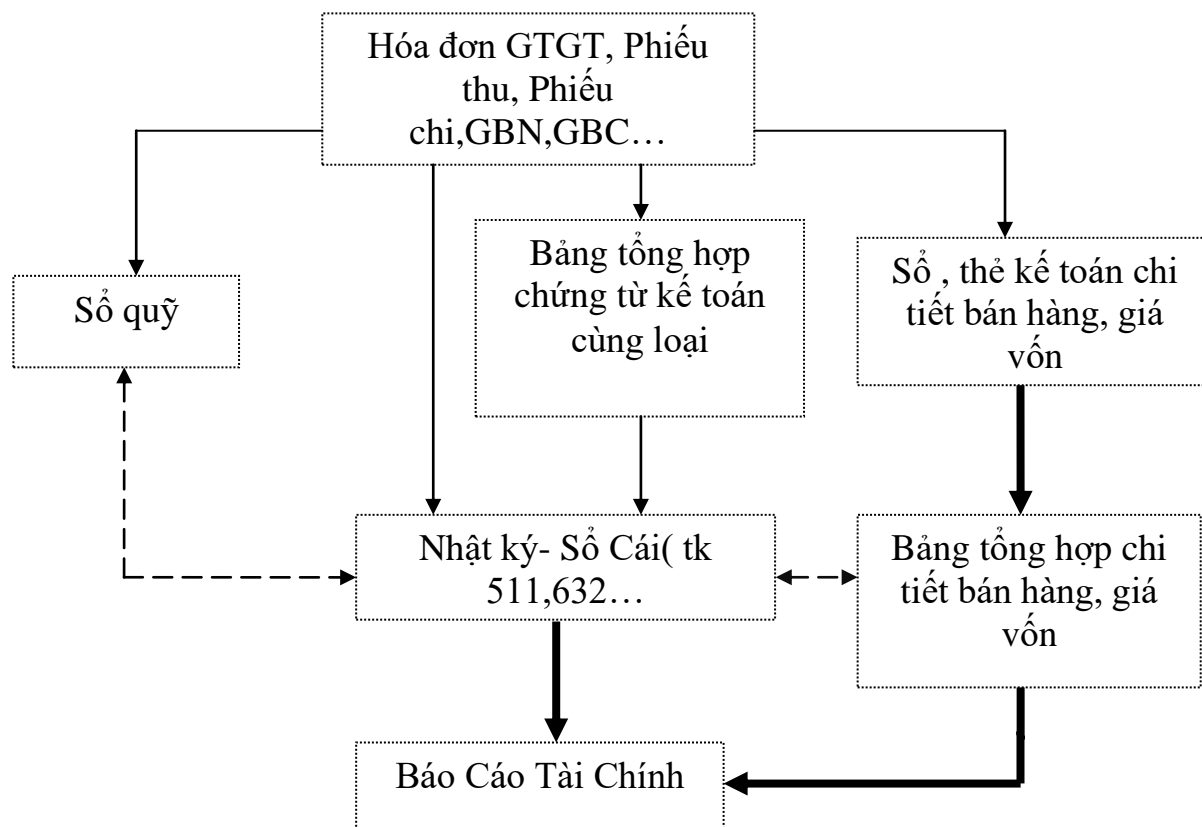 Hóa đơn GTGT, Phiếu
thu, Phiếu
chi,GBN,GBC…
Sổ quỹ
Bảng tổng hợp
chứng từ kế toán
cùng loại
Sổ , thẻ kế toán chi
tiết bán hàng, giá
vốn
Nhật ký- Sổ Cái( tk
511,632…
Bảng tổng hợp chi
tiết bán hàng, giá
vốn
Báo Cáo Tài Chính